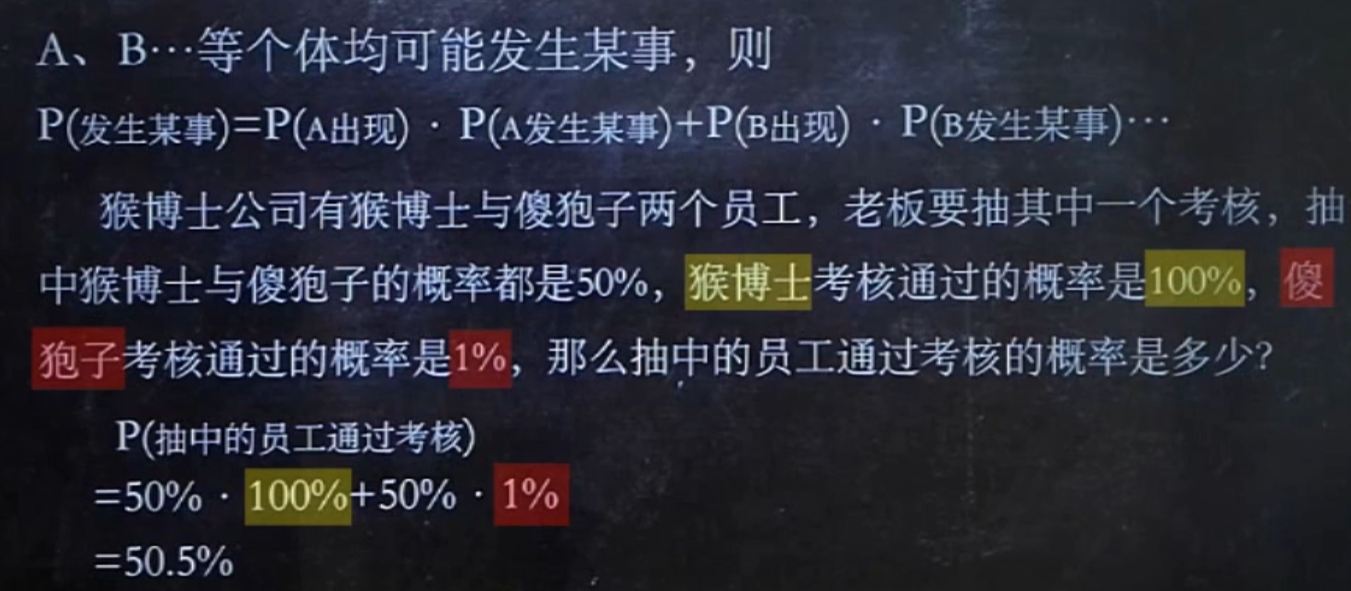 A、B…等个体均可能发生某事，则
P(发生某事)=P(A出现) · P(A发生某事)+P(B出现) · P(B发生某事)…
猴博士公司有猴博士与傻狍子两个员工，老板要抽其中一个考核，抽
中猴博士与傻狍子的概率都是50%，猴博士考核通过的概率是100%，傻
狍子考核通过的概率是1%，那么抽中的员工通过考核的概率是多少?
P(抽中的员工通过考核)
=50% · 100%+50% · 1%
=50.5%